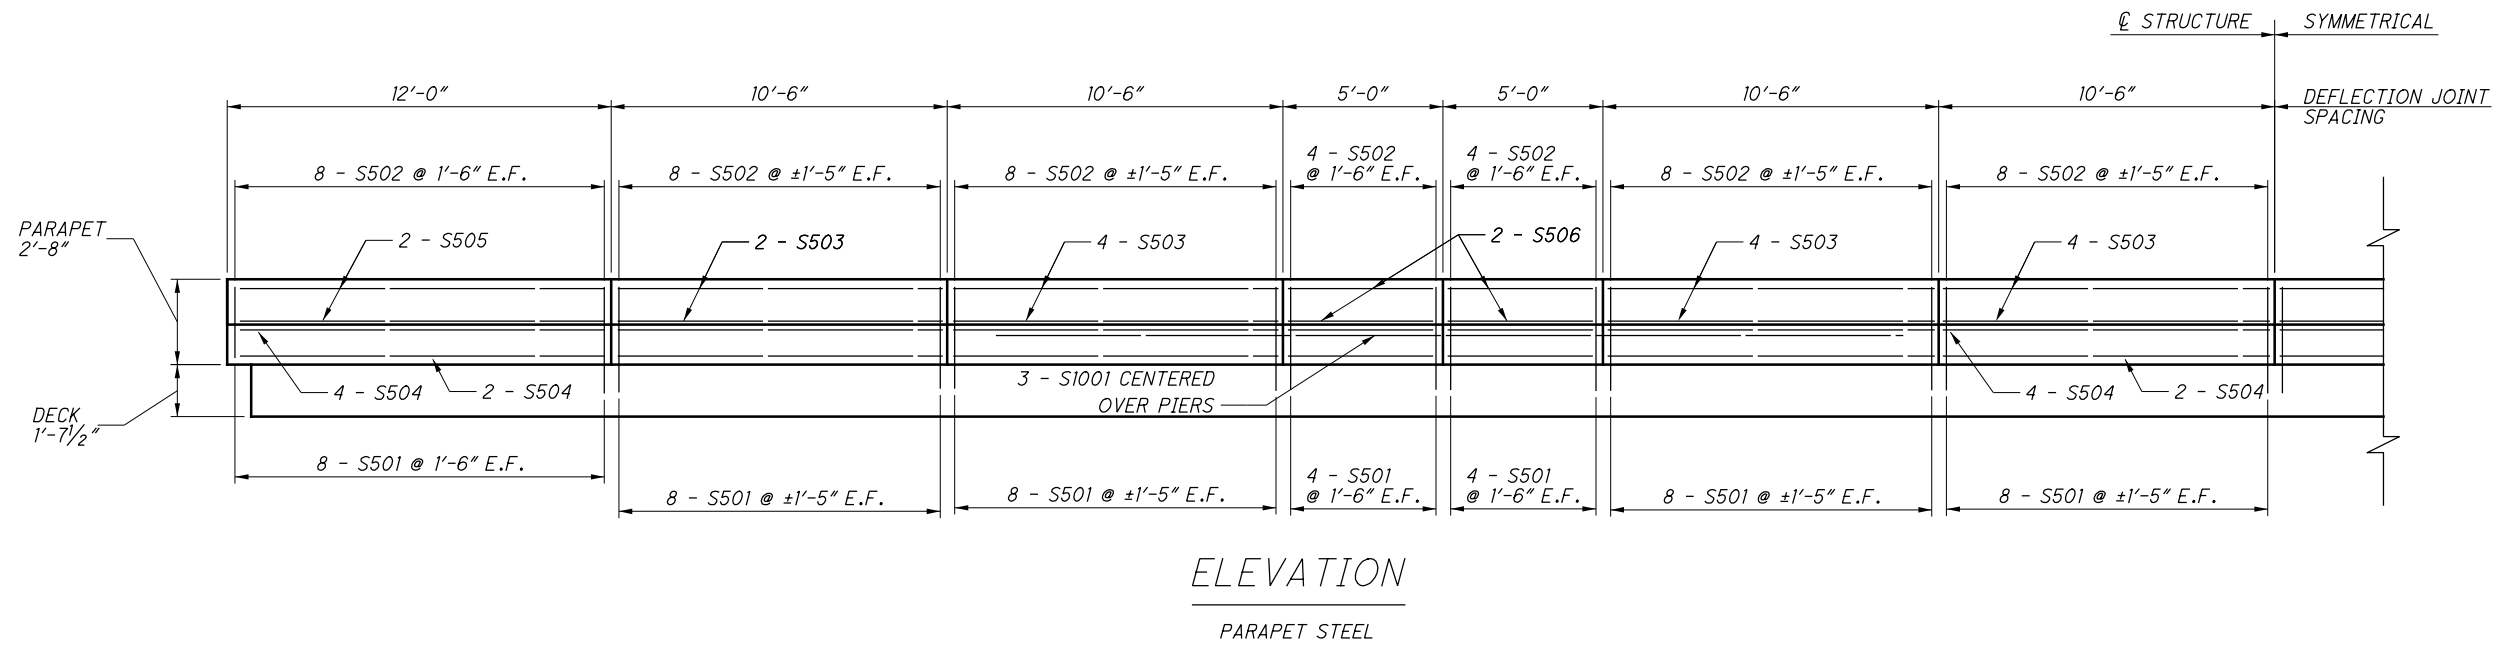 ℄ STRUCTURE
SYMMETRICAL
12'-0"
10'-6"
10'-6"
5'-0"
5'-0"
10'-6"
10'-6"
DEFLECTION JOINT
SPACING
8 - S502 @ 1'-6" E.F.
8 - S502 @ ±1'-5" E.F.
8 - S502 @ ±1'-5" E.F.
4 - S502
@ 1'-6" E.F.
4 - S502
@ 1'-6" E.F.
8 - S502 @ ±1'-5" E.F.
8 - S502 @ ±1'-5" E.F.
PARAPET
2'-8"
2 - S505
2 - S503
4 - S503
2 - S506
4 - S503
4 - S503
4 - S504
2 - S504
3 - S1001 CENTERED
OVER PIERS
4 - S504
2 - S504
DECK
1'-7 1/2"
8 - S501 @ 1'-6" E.F.
8 - S501 @ ±1'-5" E.F.
8 - S501 @ ±1'-5" E.F.
4 - S501
@ 1'-6" E.F.
4 - S501
@ 1'-6" E.F.
8 - S501 @ ±1'-5" E.F.
8 - S501 @ ±1'-5" E.F.
ELEVATION
PARAPET STEEL